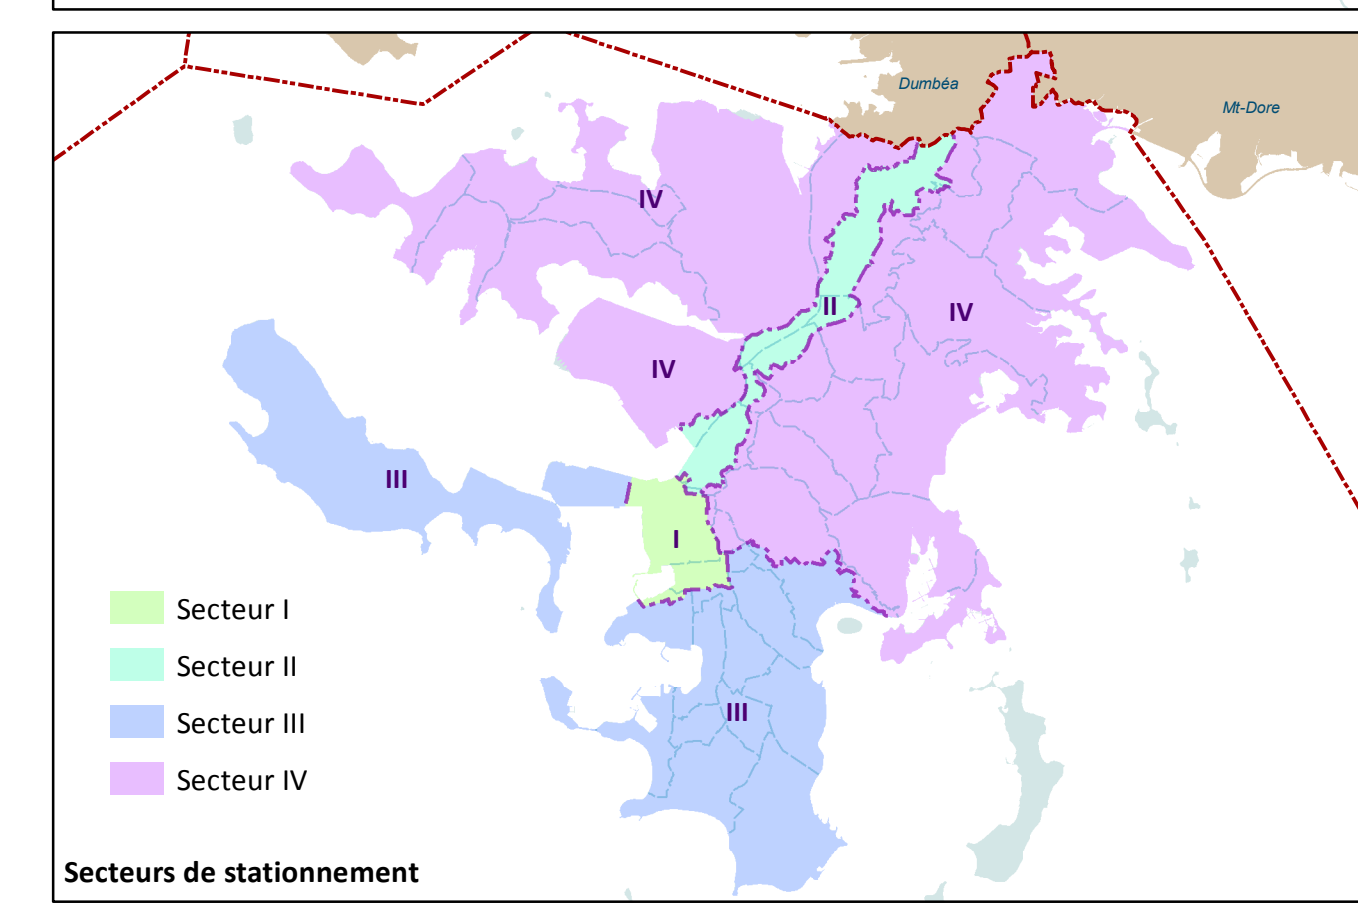 Dumbéa
Mt-Dore
IV
II
IV
IV
III
I
Secteur I
Secteur II
Secteur III
III
Secteur IV
Secteurs de stationnement